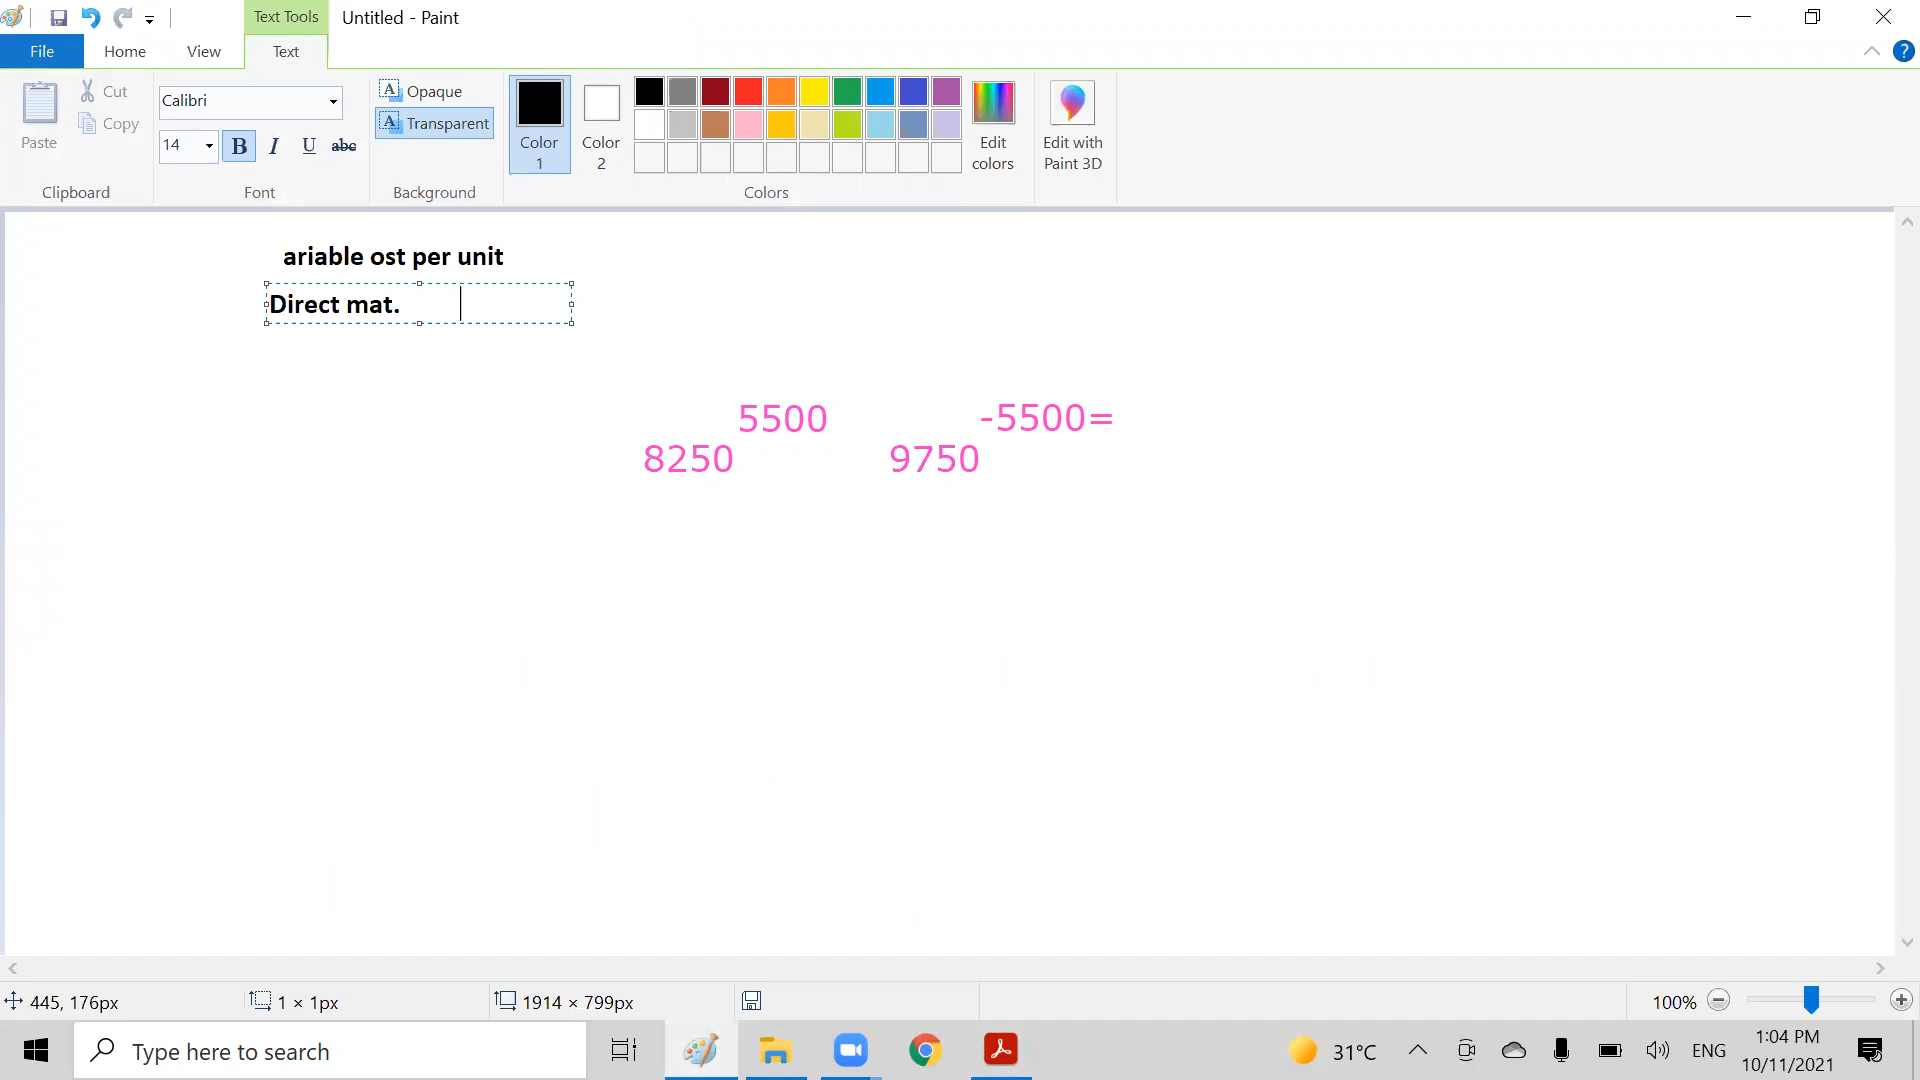 Text Tools
Untitled - Paint
File
Home
View
Text
Paste
Cut
Copy
Clipboard
Calibri
14
B
I
U
abc
Font
A Opaque
A Transparent
Background
Color 1
Color 2
Colors
Edit colors
Edit with Paint 3D
ariable ost per unit
Direct mat.
5500
-5500=
8250
9750
445, 176px
1 × 1px
1914 × 799px
100%
Type here to search
31°C
ENG
1:04 PM
10/11/2021